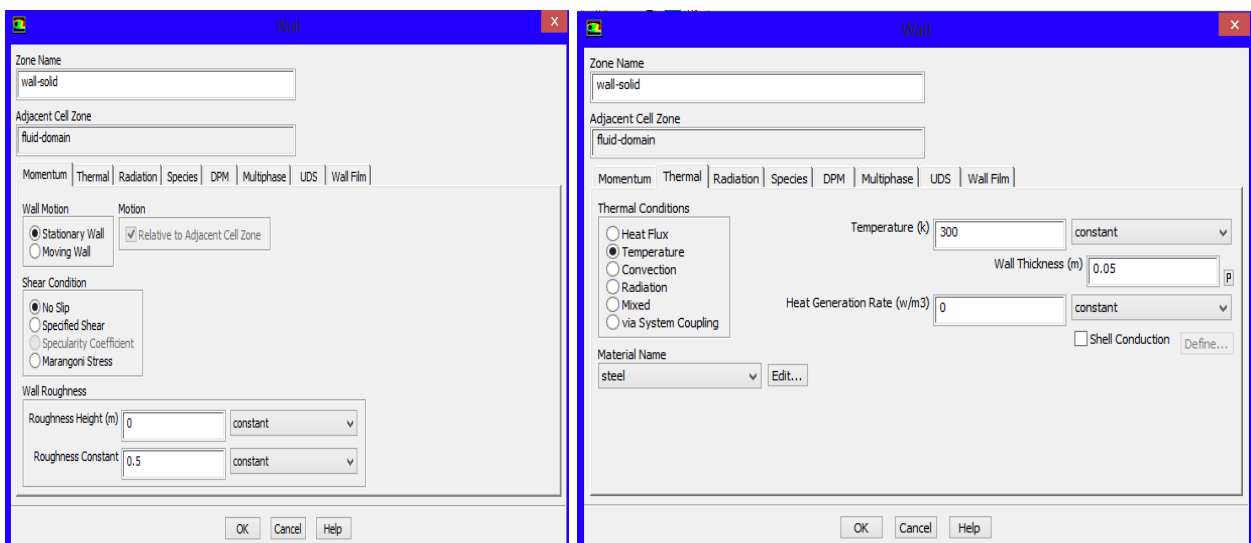 Wall
X
Zone Name
wall-solid
Adjacent Cell Zone
fluid-domain
Momentum Thermal Radiation Species DPM Multiphase UDS Wall Film
Wall Motion Motion
Stationary Wall Relative to Adjacent Cell Zone
Moving Wall
Shear Condition
No Slip
Specified Shear
Specularity Coefficient
Marangoni Stress
Wall Roughness
Roughness Height (m) 0 constant
Roughness Constant 0.5 constant
OK Cancel Help
Wall
X
Zone Name
wall-solid
Adjacent Cell Zone
fluid-domain
Momentum Thermal Radiation Species DPM Multiphase UDS Wall Film
Thermal Conditions
Heat Flux
Temperature
Convection
Radiation
Mixed
via System Coupling
Temperature (k) 300 constant
Wall Thickness (m) 0.05 P
Heat Generation Rate (w/m3) 0 constant
Shell Conduction Define...
Material Name
steel Edit...
OK Cancel Help